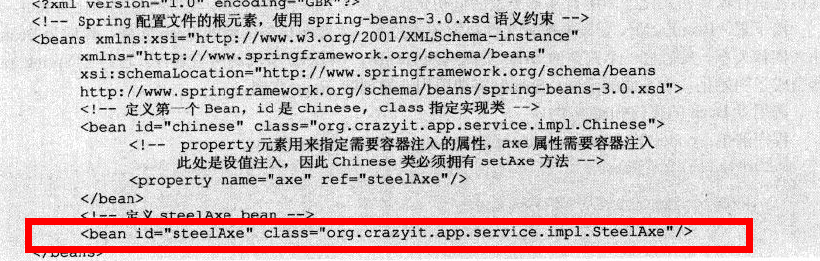 <?xml version="1.0" encoding="GBK"?>
<!-- Spring 配置文件的根元素，使用 spring-beans-3.0.xsd 语义约束 -->
<beans xmlns:xsi="http://www.w3.org/2001/XMLSchema-instance"
xmlns="http://www.springframework.org/schema/beans"
xsi:schemaLocation="http://www.springframework.org/schema/beans
http://www.springframework.org/schema/beans/spring-beans-3.0.xsd">
<!-- 定义第一个 Bean，id 是 chinese, class 指定实现类 -->
<bean id="chinese" class="org.crazyit.app.service.impl.Chinese">
<!-- property 元素用来指定需要容器注入的属性，axe 属性需要容器注入
此处是设值注入，因此 Chinese 类必须拥有 setAxe 方法 -->
<property name="axe" ref="steelAxe"/>
</bean>
<!-- 定义 steelAxe bean -->
<bean id="steelAxe" class="org.crazyit.app.service.impl.SteelAxe"/>
</beans>